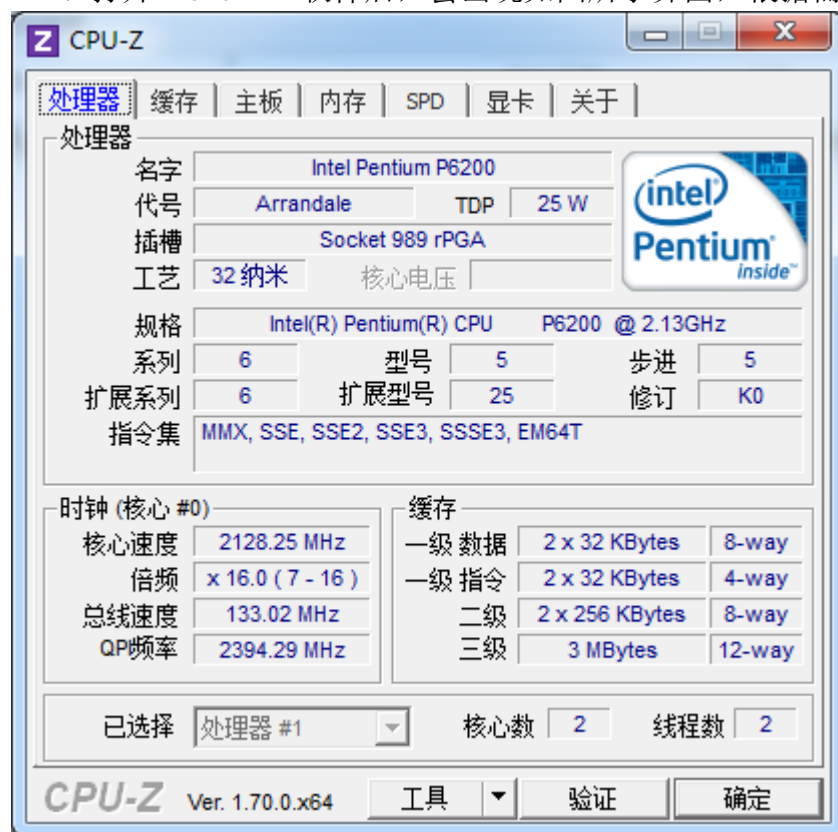 CPU-Z
处理器 缓存 主板 内存 SPD 显卡 关于
处理器
名字 Intel Pentium P6200
代号 Arrandale TDP 25 W
插槽 Socket 989 rPGA
工艺 32 纳米 核心电压
intel Pentium inside™
规格 Intel(R) Pentium(R) CPU P6200 @ 2.13GHz
系列 6 型号 5 步进 5
扩展系列 6 扩展型号 25 修订 K0
指令集 MMX, SSE, SSE2, SSE3, SSSE3, EM64T
时钟 (核心 #0)
核心速度 2128.25 MHz
倍频 x 16.0 ( 7 - 16 )
总线速度 133.02 MHz
QPI频率 2394.29 MHz
缓存
一级 数据 2 x 32 KBytes 8-way
一级 指令 2 x 32 KBytes 4-way
二级 2 x 256 KBytes 8-way
三级 3 MBytes 12-way
已选择 处理器 #1 核心数 2 线程数 2
CPU-Z Ver. 1.70.0.x64 工具 验证 确定